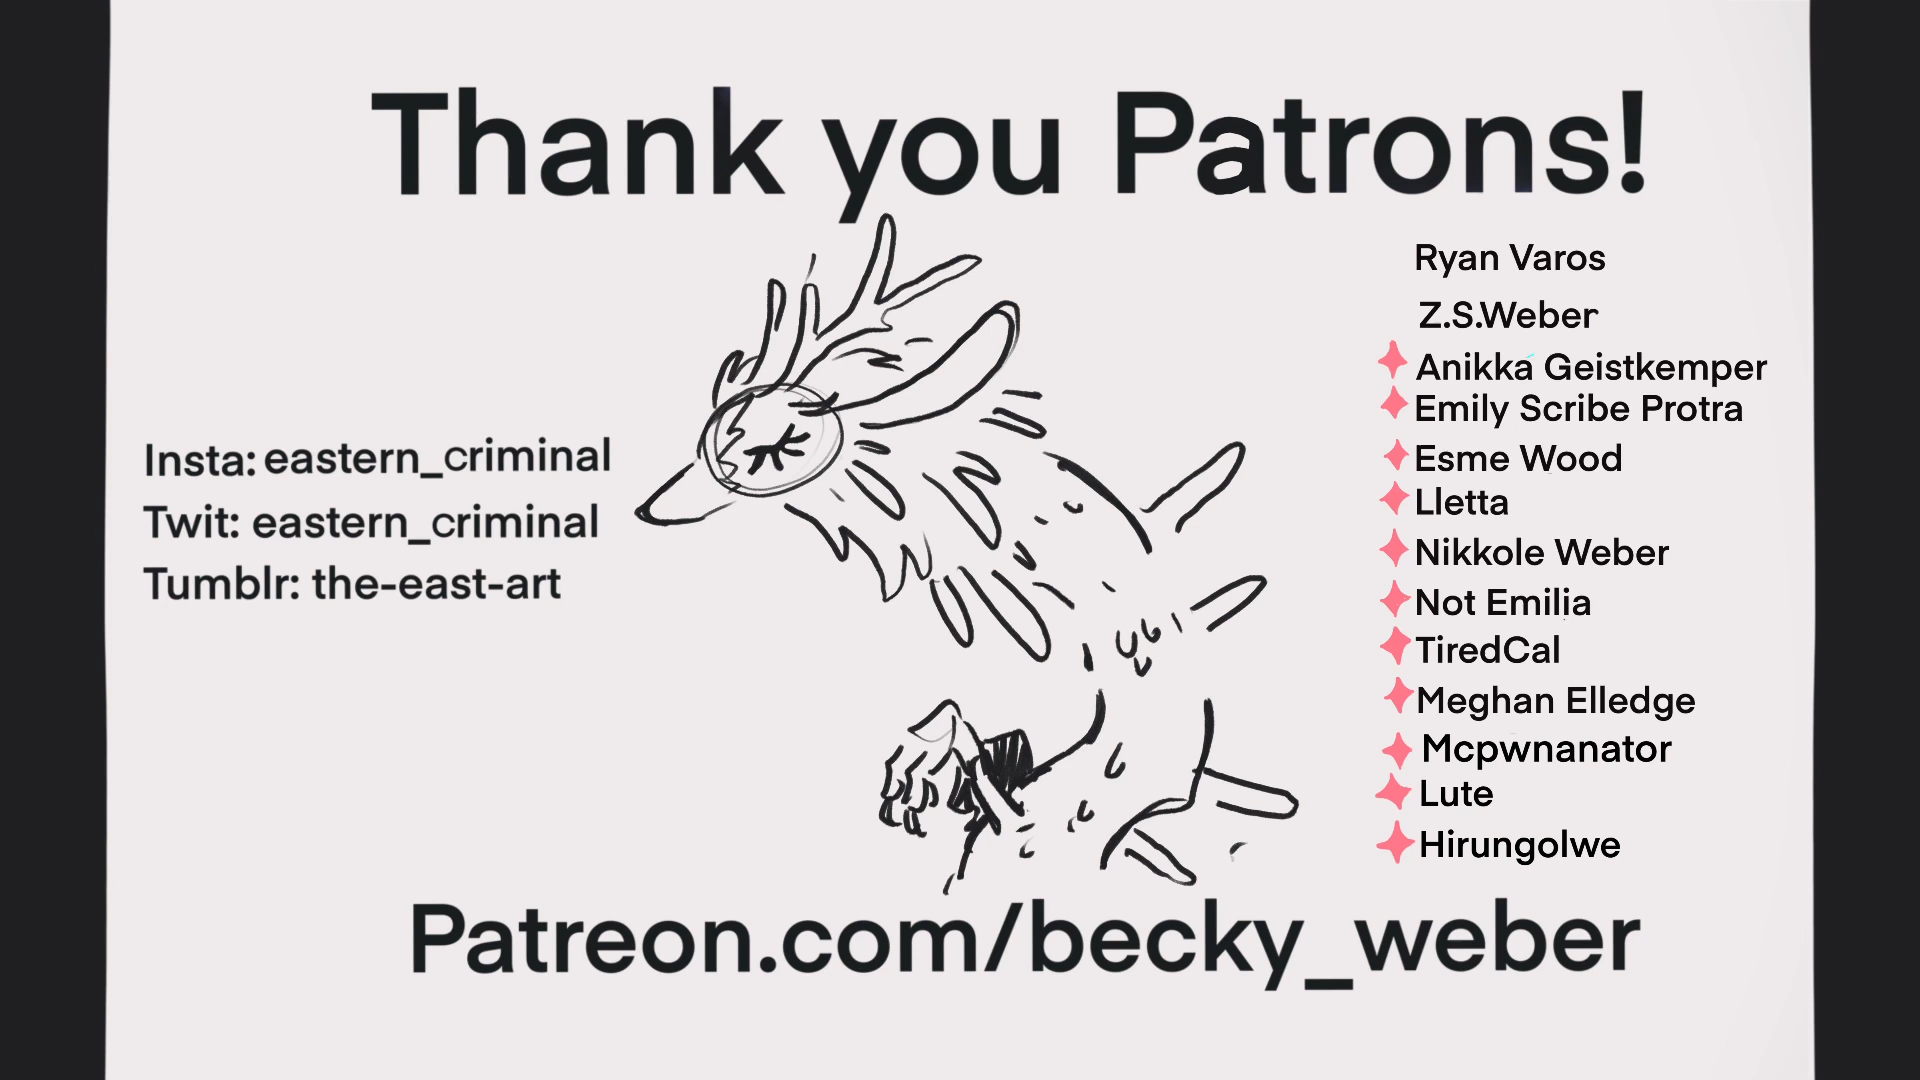 Thank you Patrons!
Ryan Varos
Z.S.Weber
Anikka Geistkemper
Emily Scribe Protra
Esme Wood
Lletta
Nikkole Weber
Not Emilia
TiredCal
Meghan Elledge
Mcpwnanator
Lute
Hirungolwe
Insta: eastern_criminal
Twit: eastern_criminal
Tumblr: the-east-art
Patreon.com/becky_weber